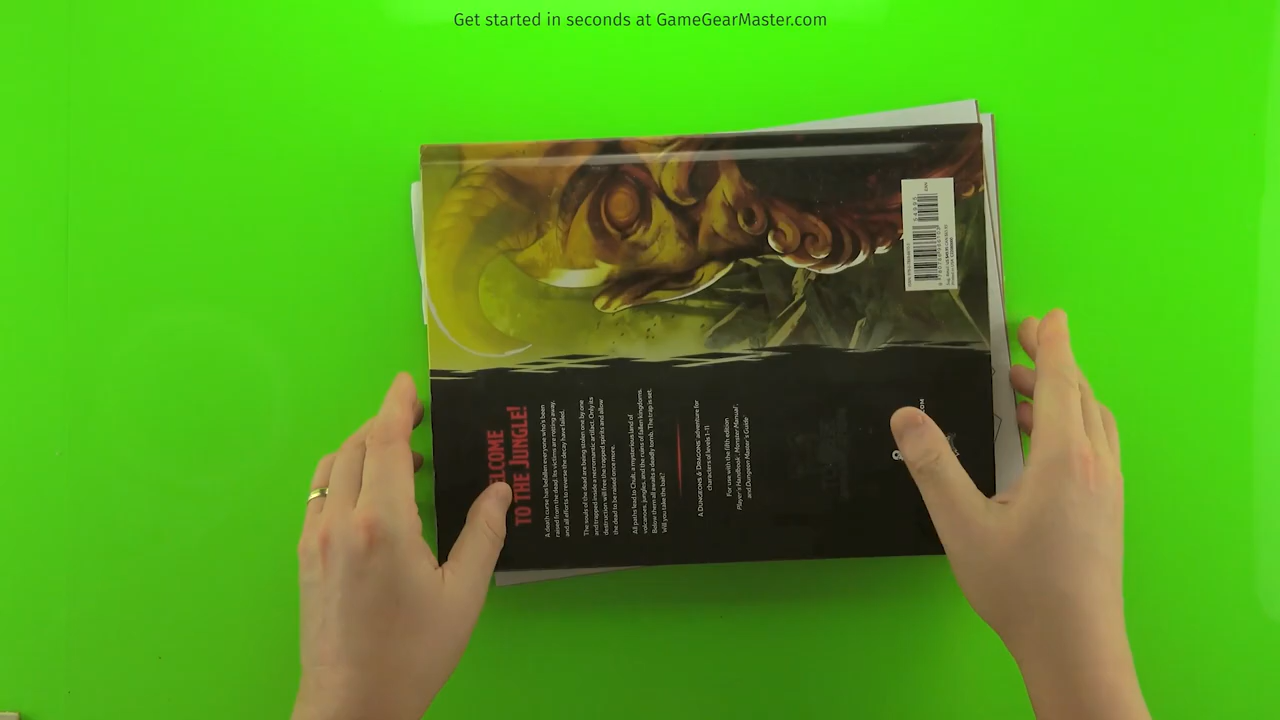 Get started in seconds at GameGearMaster.com
ELCOME
TO THE JUNGLE!
A death curse has befallen everyone who's been
raised from the dead. Its victims are rotting away,
and all efforts to reverse the decay have failed.
The souls of the dead are being stolen one by one
and trapped inside a necromantic artifact. Only its
destruction will free the trapped spirits and allow
the dead to be raised once more.
All paths lead to Chult, a mysterious land of
volcanoes, jungles, and the ruins of fallen kingdoms.
Below them all awaits a deadly tomb. The trap is set.
Will you take the bait?
A DUNGEONS & DRAGONS® adventure for
characters of levels 1–11
For use with the fifth edition
Player's Handbook®, Monster Manual®,
and Dungeon Master's Guide®
.COM